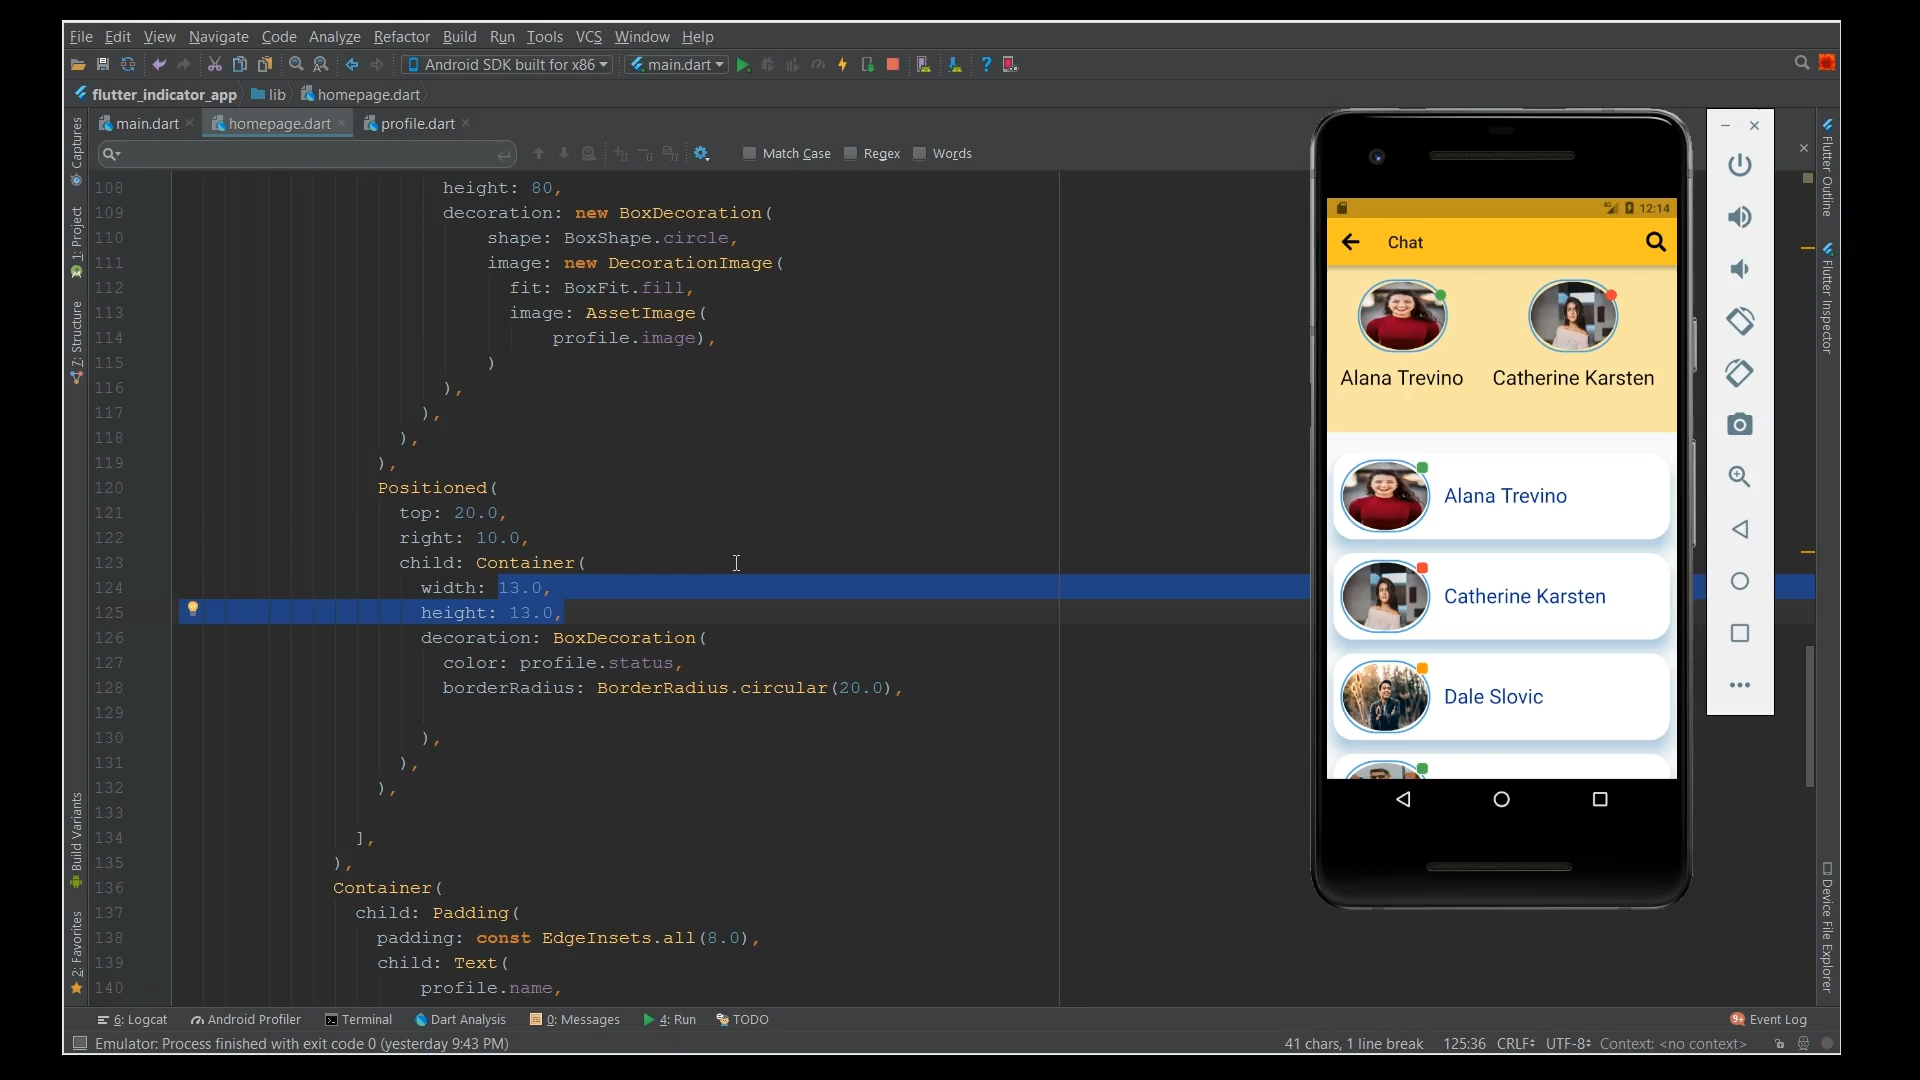 File Edit View Navigate Code Analyze Refactor Build Run Tools VCS Window Help
Android SDK built for x86 main.dart
flutter_indicator_app lib homepage.dart
main.dart homepage.dart profile.dart
Match Case Regex Words
108 height: 80,
109 decoration: new BoxDecoration(
110 shape: BoxShape.circle,
111 image: new DecorationImage(
112 fit: BoxFit.fill,
113 image: AssetImage(
114 profile.image),
115 )
116 ),
117 ),
118 ),
119 ),
120 Positioned(
121 top: 20.0,
122 right: 10.0,
123 child: Container(
124 width: 13.0,
125 height: 13.0,
126 decoration: BoxDecoration(
127 color: profile.status,
128 borderRadius: BorderRadius.circular(20.0),
129
130 ),
131 ),
132 ),
133
134 ],
135 ),
136 Container(
137 child: Padding(
138 padding: const EdgeInsets.all(8.0),
139 child: Text(
140 profile.name,
Captures
1: Project
7: Structure
Build Variants
2: Favorites
12:14
Chat
Alana Trevino Catherine Karsten
Alana Trevino
Catherine Karsten
Dale Slovic
Flutter Outline
Flutter Inspector
Device File Explorer
6: Logcat Android Profiler Terminal Dart Analysis 0: Messages 4: Run TODO 9+ Event Log
Emulator: Process finished with exit code 0 (yesterday 9:43 PM) 41 chars, 1 line break 125:36 CRLF UTF-8 Context: <no context>